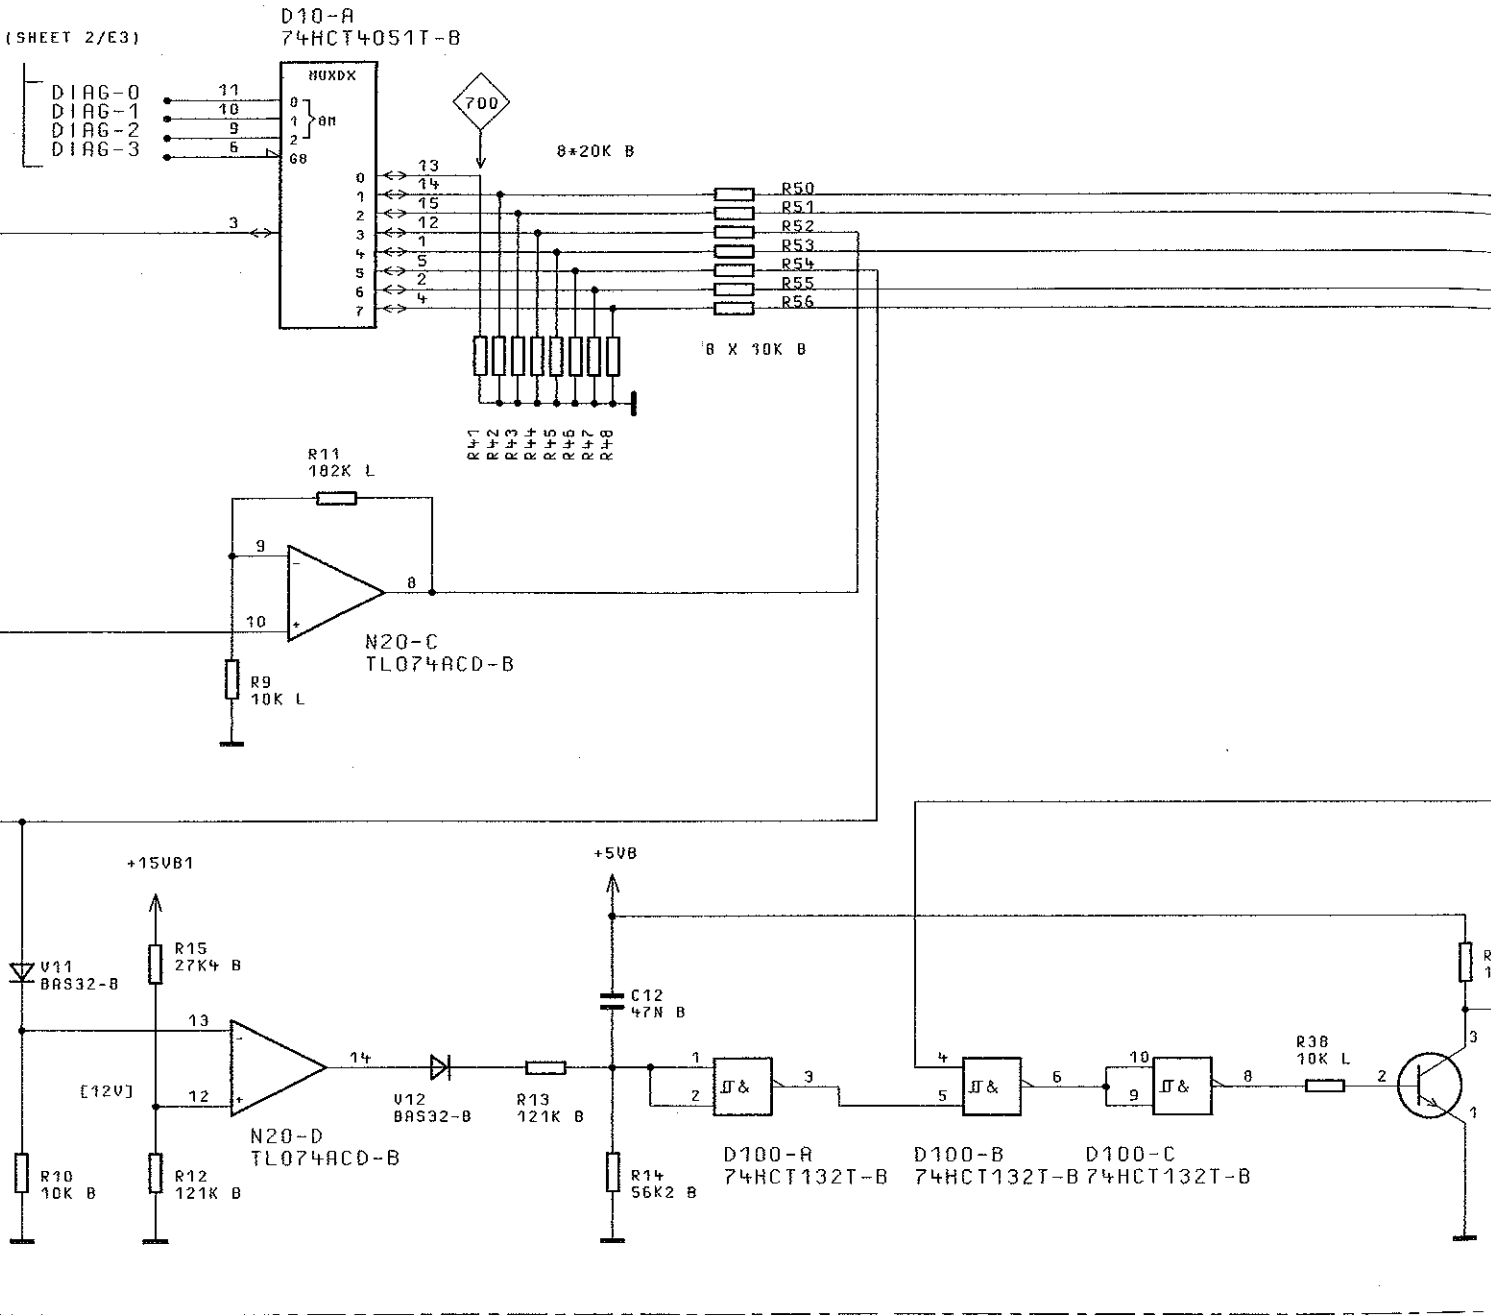 D10-A
(SHEET 2/E3)
74HCT4051T-B
MUXDX
DIAG-0 11 0
DIAG-1 10 1 8M
DIAG-2 9 2
DIAG-3 6 G8
700
8*20K B
0 13
1 14 R50
2 15 R51
3 3 12 R52
4 1 R53
5 5 R54
6 2 R55
7 4 R56
8 X 30K B
R41
R42
R43
R44
R45
R46
R47
R48
R11
182K L
9
-
8
10
+
N20-C
TL074ACD-B
R9
10K L
+15VB1
+5VB
R15
27K4 B
V11
BAS32-B
C12
47N B
13
-
14
[12V]
12
+
V12
BAS32-B
R13
121K B
1
2
&
3
4
5
&
6
10
9
&
8
R38
10K L
2
3
1
R
1
N20-D
TL074ACD-B
R10
10K B
R12
121K B
R14
56K2 B
D100-A
74HCT132T-B
D100-B
74HCT132T-B
D100-C
74HCT132T-B